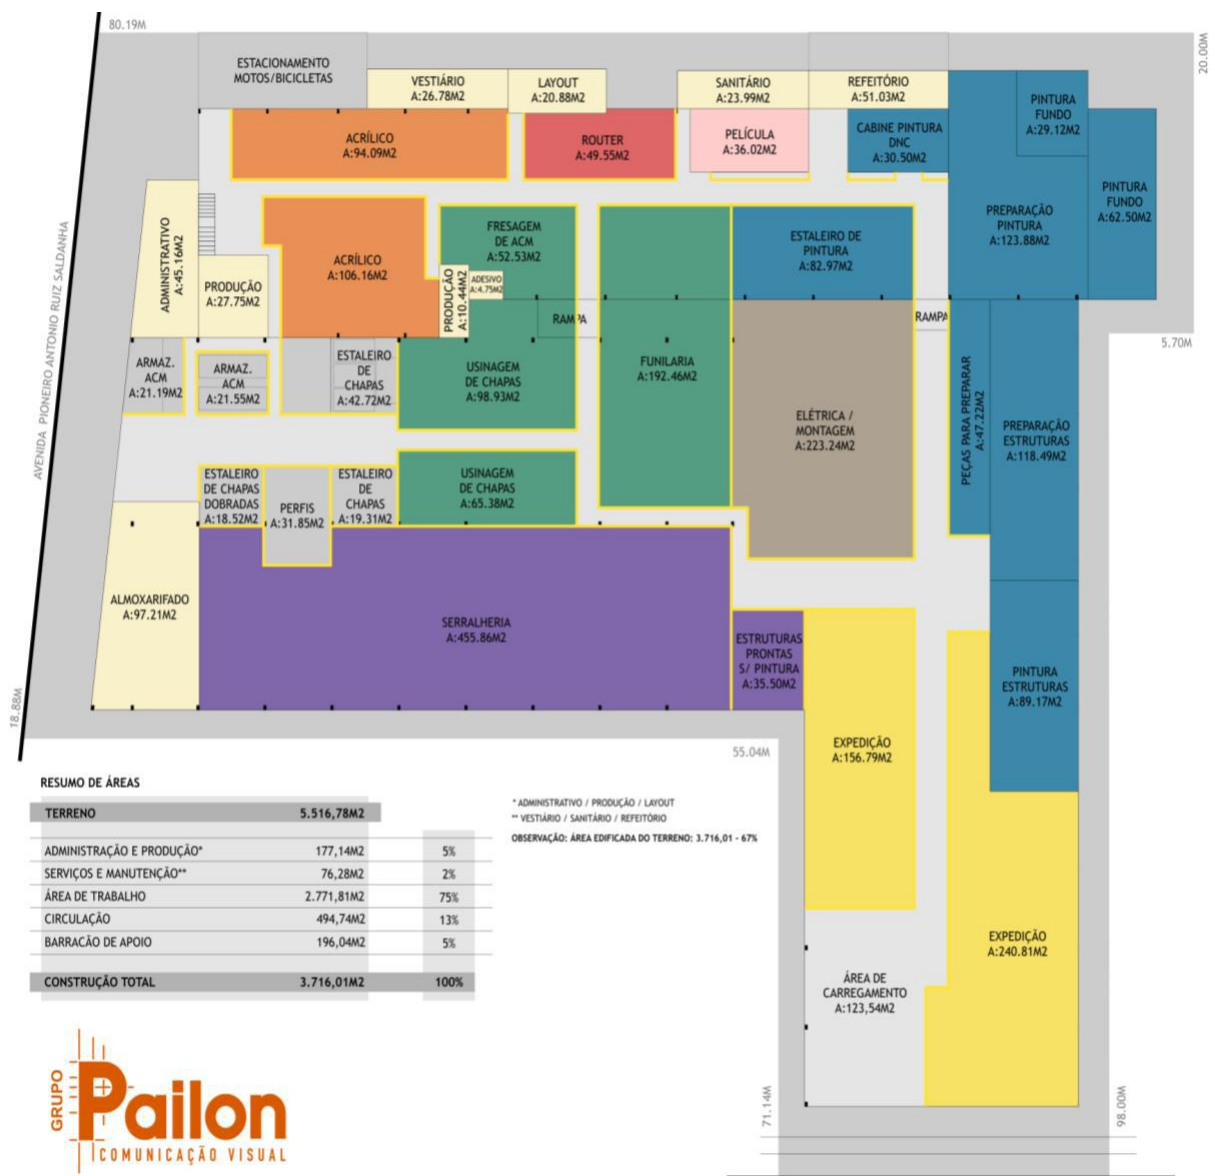 80.19M
20.00M
ESTACIONAMENTO
MOTOS/BICICLETAS
VESTIÁRIO
A:26.78M2
LAYOUT
A:20.88M2
SANITÁRIO
A:23.99M2
REFEITÓRIO
A:51.03M2
PINTURA
FUNDO
A:29.12M2
ACRÍLICO
A:94.09M2
ROUTER
A:49.55M2
PELÍCULA
A:36.02M2
CABINE PINTURA
DNC
A:30.50M2
PINTURA
FUNDO
A:62.50M2
PREPARAÇÃO
PINTURA
A:123.88M2
AVENIDA PIONEIRO ANTONIO RUIZ SALDANHA
ADMINISTRATIVO
A:45.16M2
PRODUÇÃO
A:27.75M2
ACRÍLICO
A:106.16M2
FRESAGEM
DE ACM
A:52.53M2
PRODUÇÃO
A:10.44M2
ADESIVO
A:4.75M2
RAMPA
ESTALEIRO DE
PINTURA
A:82.97M2
RAMPA
5.70M
ARMAZ.
ACM
A:21.19M2
ARMAZ.
ACM
A:21.55M2
ESTALEIRO
DE
CHAPAS
A:42.72M2
USINAGEM
DE CHAPAS
A:98.93M2
FUNILARIA
A:192.46M2
ELÉTRICA /
MONTAGEM
A:223.24M2
PEÇAS PARA PREPARAR
A:47.22M2
PREPARAÇÃO
ESTRUTURAS
A:118.49M2
ESTALEIRO
DE CHAPAS
DOBRADAS
A:18.52M2
PERFIS
A:31.85M2
ESTALEIRO
DE
CHAPAS
A:19.31M2
USINAGEM
DE CHAPAS
A:65.38M2
ALMOXARIFADO
A:97.21M2
SERRALHERIA
A:455.86M2
ESTRUTURAS
PRONTAS
S/ PINTURA
A:35.50M2
PINTURA
ESTRUTURAS
A:89.17M2
18.88M
55.04M
EXPEDIÇÃO
A:156.79M2
EXPEDIÇÃO
A:240.81M2
ÁREA DE
CARREGAMENTO
A:123,54M2
71.14M
98.00M
RESUMO DE ÁREAS
TERRENO 5.516,78M2
ADMINISTRAÇÃO E PRODUÇÃO* 177,14M2 5%
SERVIÇOS E MANUTENÇÃO** 76,28M2 2%
ÁREA DE TRABALHO 2.771,81M2 75%
CIRCULAÇÃO 494,74M2 13%
BARRACÃO DE APOIO 196,04M2 5%
CONSTRUÇÃO TOTAL 3.716,01M2 100%
* ADMINISTRATIVO / PRODUÇÃO / LAYOUT
** VESTIÁRIO / SANITÁRIO / REFEITÓRIO
OBSERVAÇÃO: ÁREA EDIFICADA DO TERRENO: 3.716,01 - 67%
GRUPO
Pailon
COMUNICAÇÃO VISUAL